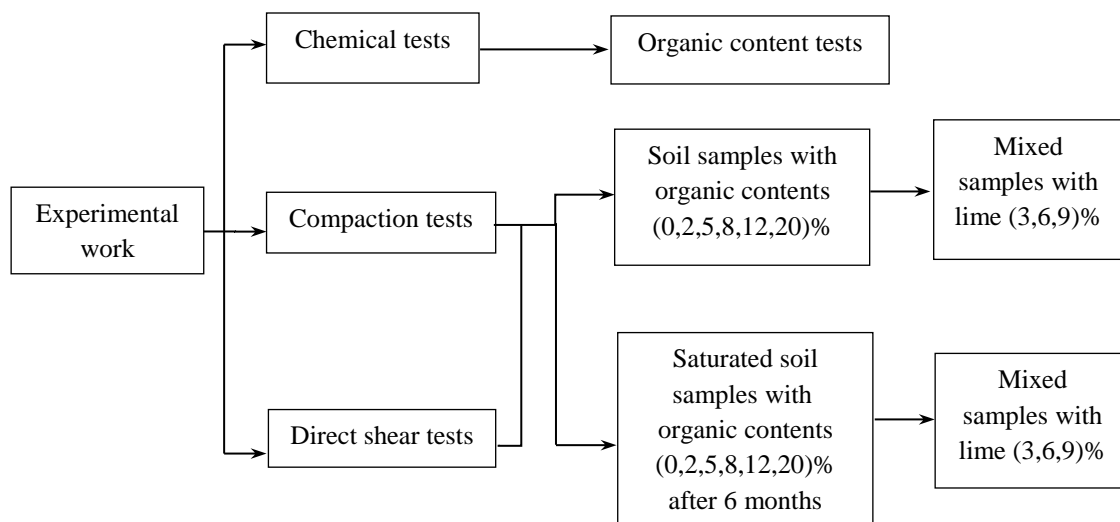 Chemical tests
Organic content tests
Experimental
work
Compaction tests
Soil samples with
organic contents
(0,2,5,8,12,20)%
Mixed
samples with
lime (3,6,9)%
Direct shear tests
Saturated soil
samples with
organic contents
(0,2,5,8,12,20)%
after 6 months
Mixed
samples with
lime (3,6,9)%